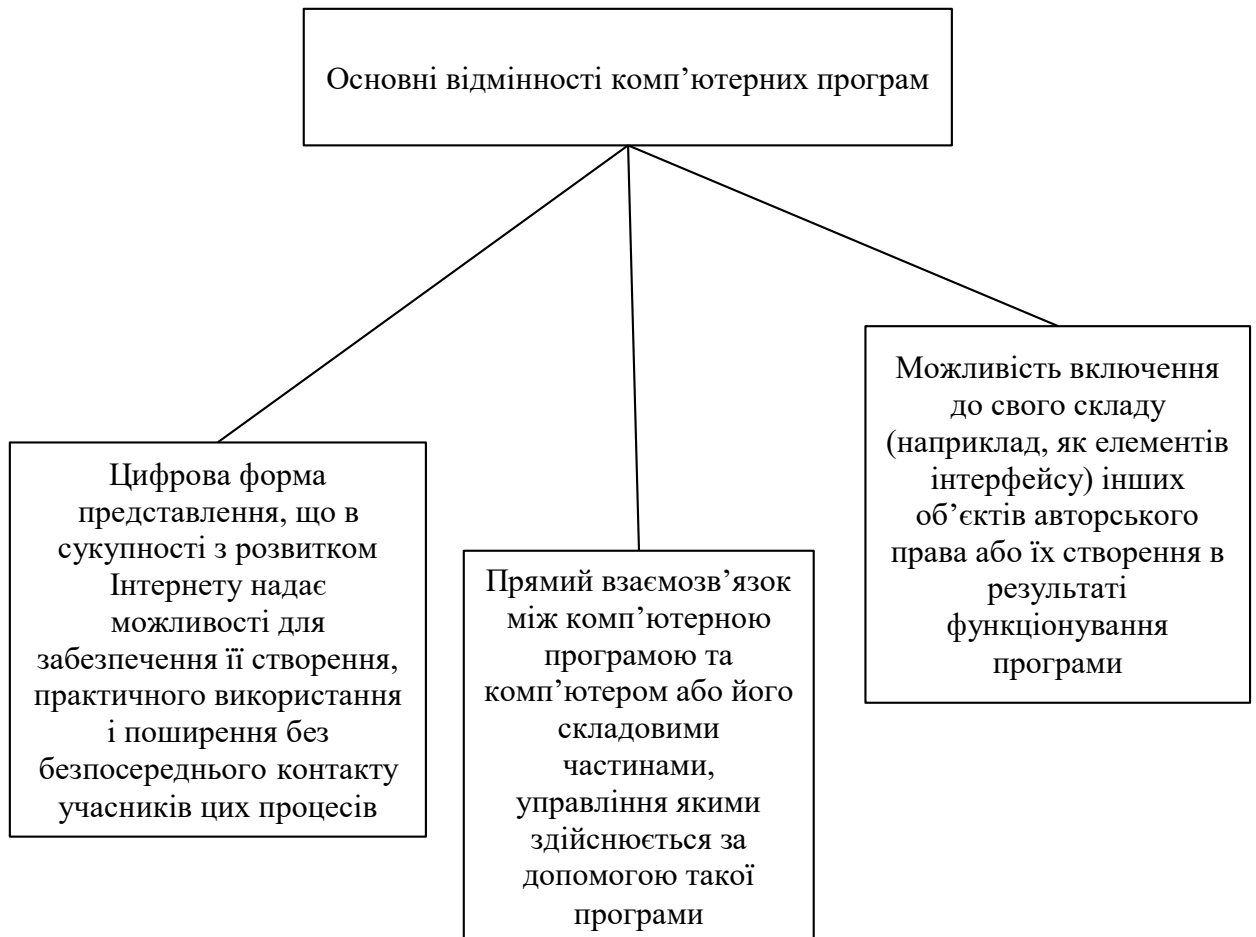 Основні відмінності комп’ютерних програм
Цифрова форма
представлення, що в
сукупності з розвитком
Інтернету надає
можливості для
забезпечення її створення,
практичного використання
і поширення без
безпосереднього контакту
учасників цих процесів
Прямий взаємозв’язок
між комп’ютерною
програмою та
комп’ютером або його
складовими
частинами,
управління якими
здійснюється за
допомогою такої
програми
Можливість включення
до свого складу
(наприклад, як елементів
інтерфейсу) інших
об’єктів авторського
права або їх створення в
результаті
функціонування
програми